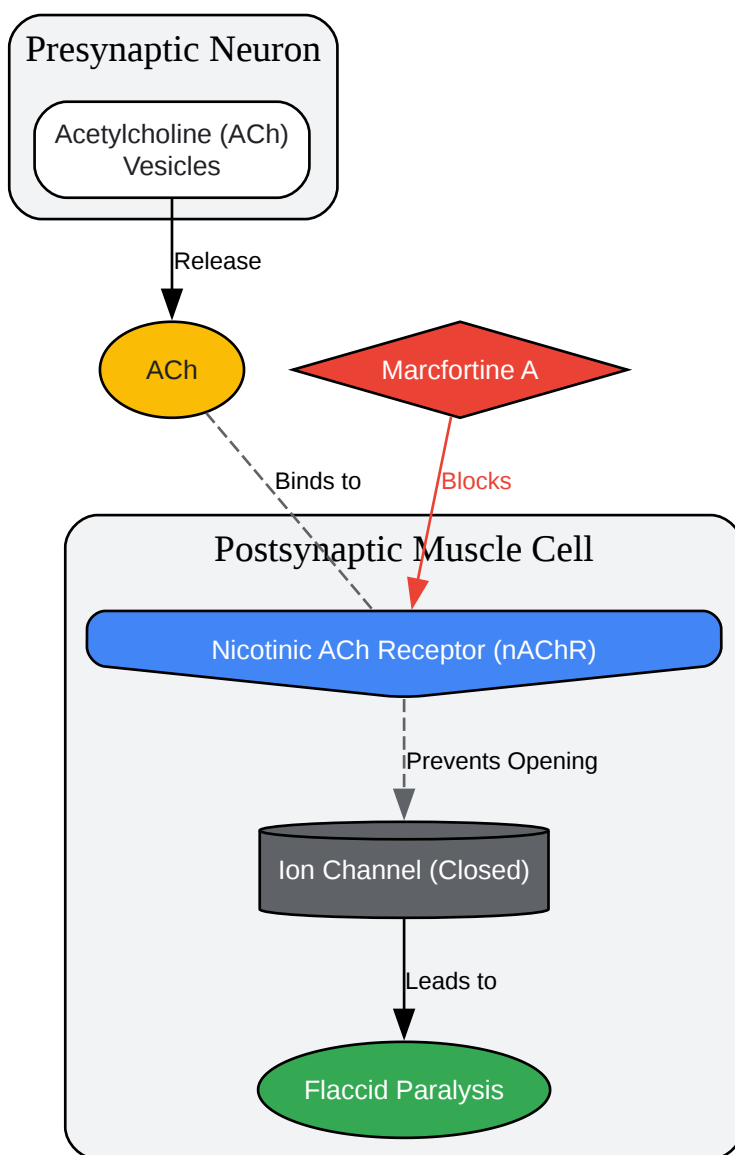 Presynaptic Neuron
Acetylcholine (ACh)
Vesicles
Release
ACh
Marcfortine A
Binds to
Blocks
Postsynaptic Muscle Cell
Nicotinic ACh Receptor (nAChR)
Prevents Opening
Ion Channel (Closed)
Leads to
Flaccid Paralysis